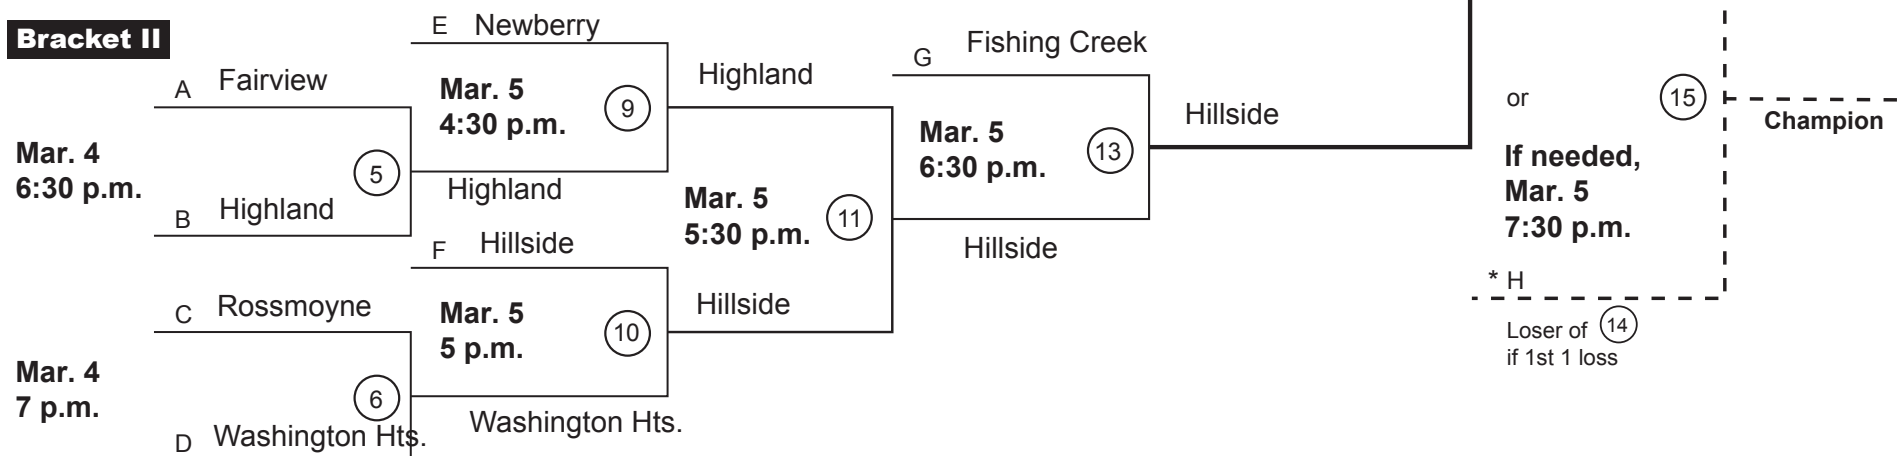 Bracket II
E Newberry
A Fairview
Mar. 5
4:30 p.m.
9
Highland
G Fishing Creek
Mar. 4
6:30 p.m.
5
B Highland
Highland
Mar. 5
5:30 p.m.
11
Mar. 5
6:30 p.m.
13
Hillside
Hillside
F Hillside
C Rossmoyne
Mar. 5
5 p.m.
10
Hillside
Mar. 4
7 p.m.
6
D Washington Hts.
Washington Hts.
or
15
Champion
If needed,
Mar. 5
7:30 p.m.
* H
Loser of 14
if 1st 1 loss